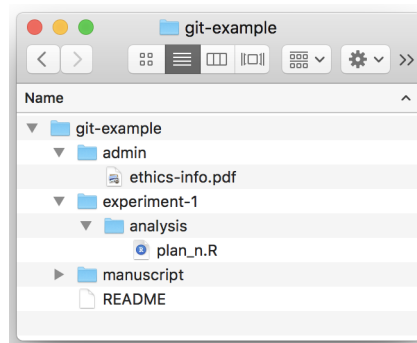 git-example
Name
git-example
admin
ethics-info.pdf
experiment-1
analysis
plan_n.R
manuscript
README